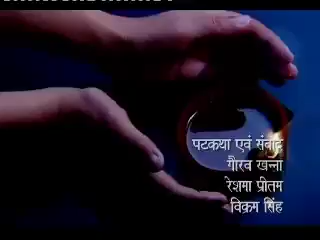 पटकथा एवं संवाद
गौरव खन्ना
रेशमा प्रीतम
विक्रम सिंह